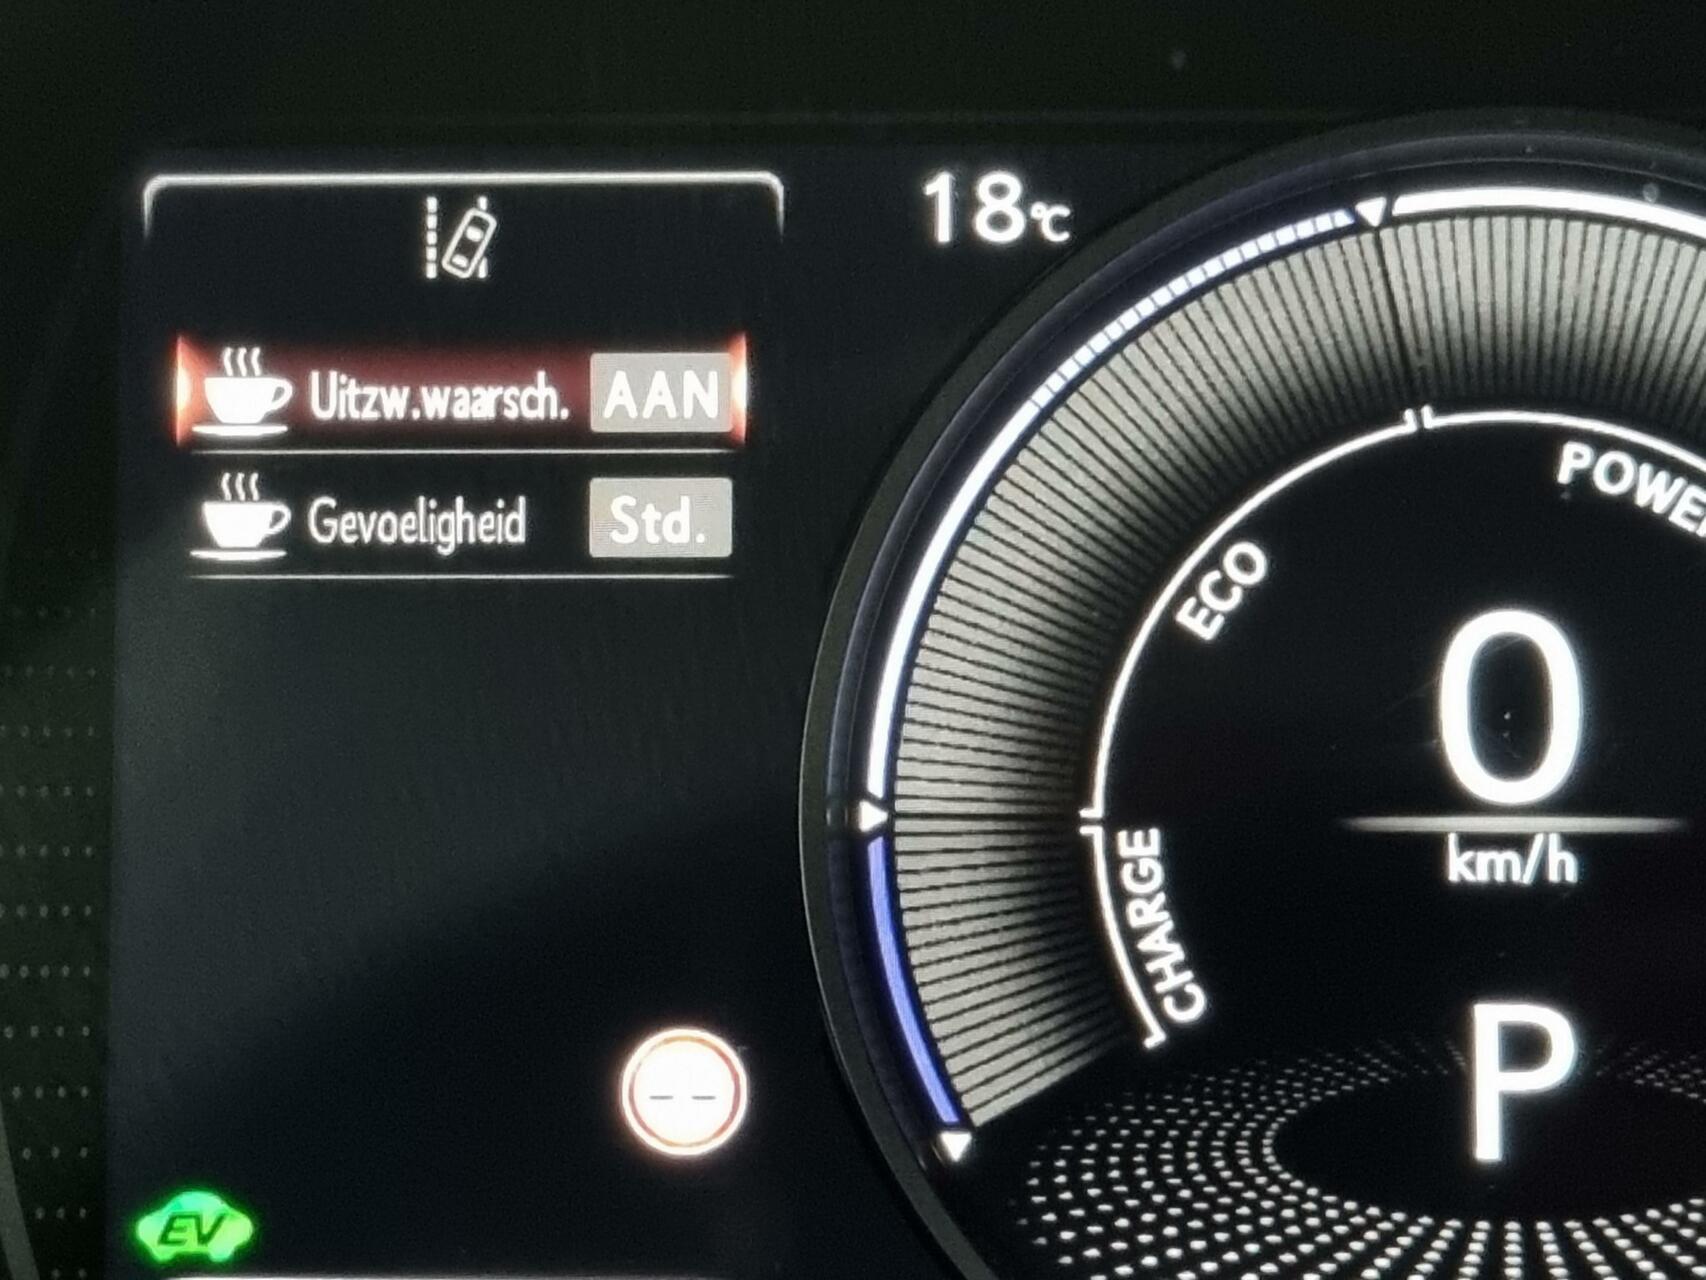 18°C
Uitzw.waarsch. AAN
Gevoeligheid Std.
POWER
ECO
0
km/h
CHARGE
P
-- 
EV